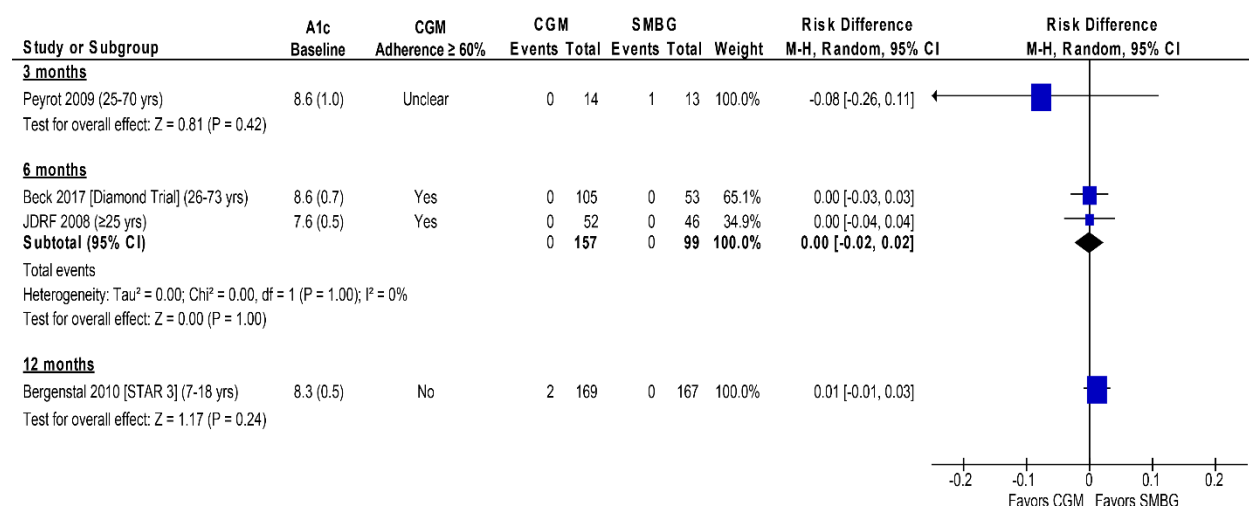 A1c CGM CGM SMBG Risk Difference Risk Difference
Study or Subgroup Baseline Adherence ≥ 60% Events Total Events Total Weight M-H, Random, 95% CI M-H, Random, 95% CI
3 months
Peyrot 2009 (25-70 yrs) 8.6 (1.0) Unclear 0 14 1 13 100.0% -0.08 [-0.26, 0.11]
Test for overall effect: Z = 0.81 (P = 0.42)
6 months
Beck 2017 [Diamond Trial] (26-73 yrs) 8.6 (0.7) Yes 0 105 0 53 65.1% 0.00 [-0.03, 0.03]
JDRF 2008 (≥25 yrs) 7.6 (0.5) Yes 0 52 0 46 34.9% 0.00 [-0.04, 0.04]
Subtotal (95% CI) 0 157 0 99 100.0% 0.00 [-0.02, 0.02]
Total events
Heterogeneity: Tau² = 0.00; Chi² = 0.00, df = 1 (P = 1.00); I² = 0%
Test for overall effect: Z = 0.00 (P = 1.00)
12 months
Bergenstal 2010 [STAR 3] (7-18 yrs) 8.3 (0.5) No 2 169 0 167 100.0% 0.01 [-0.01, 0.03]
Test for overall effect: Z = 1.17 (P = 0.24)
-0.2 -0.1 0 0.1 0.2
Favors CGM Favors SMBG